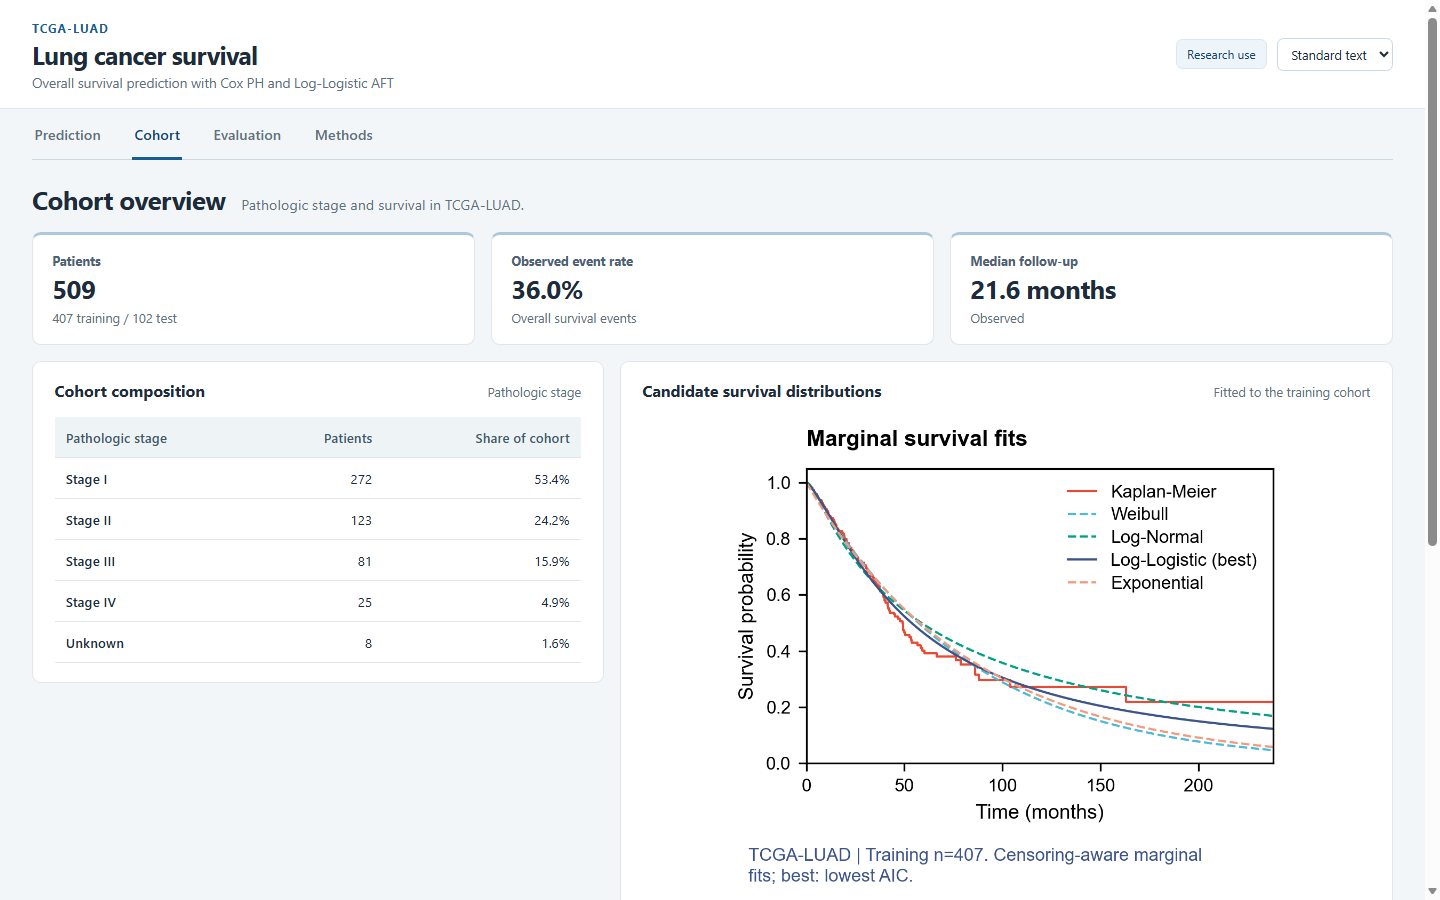 TCGA-LUAD
Lung cancer survival
Overall survival prediction with Cox PH and Log-Logistic AFT
Research use
Standard text
Prediction Cohort Evaluation Methods
Cohort overview Pathologic stage and survival in TCGA-LUAD.
Patients
509
407 training / 102 test
Observed event rate
36.0%
Overall survival events
Median follow-up
21.6 months
Observed
Cohort composition Pathologic stage
Pathologic stage Patients Share of cohort
Stage I 272 53.4%
Stage II 123 24.2%
Stage III 81 15.9%
Stage IV 25 4.9%
Unknown 8 1.6%
Candidate survival distributions Fitted to the training cohort
Marginal survival fits
Kaplan-Meier
Weibull
Log-Normal
Log-Logistic (best)
Exponential
Survival probability
1.0
0.8
0.6
0.4
0.2
0.0
0 50 100 150 200
Time (months)
TCGA-LUAD | Training n=407. Censoring-aware marginal
fits; best: lowest AIC.